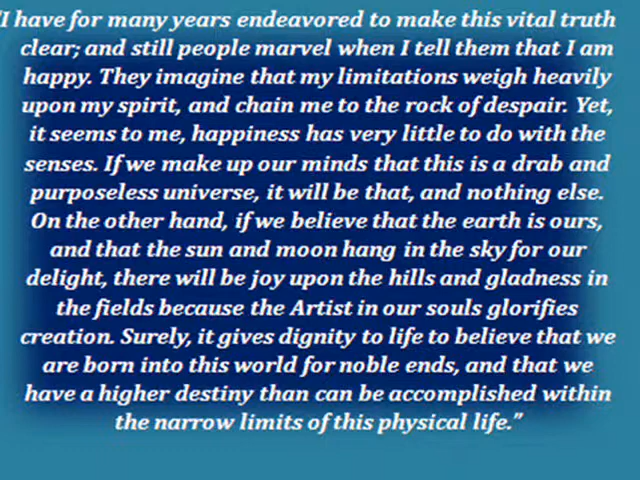 "I have for many years endeavored to make this vital truth
clear; and still people marvel when I tell them that I am
happy. They imagine that my limitations weigh heavily
upon my spirit, and chain me to the rock of despair. Yet,
it seems to me, happiness has very little to do with the
senses. If we make up our minds that this is a drab and
purposeless universe, it will be that, and nothing else.
On the other hand, if we believe that the earth is ours,
and that the sun and moon hang in the sky for our
delight, there will be joy upon the hills and gladness in
the fields because the Artist in our souls glorifies
creation. Surely, it gives dignity to life to believe that we
are born into this world for noble ends, and that we
have a higher destiny than can be accomplished within
the narrow limits of this physical life."